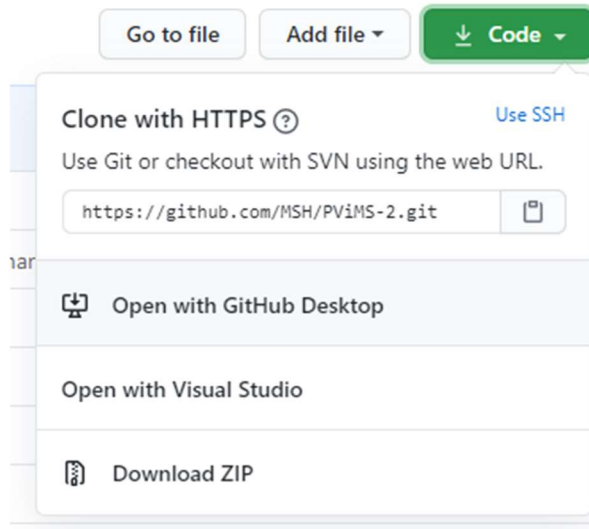 Go to file
Add file
Code
Clone with HTTPS
Use SSH
Use Git or checkout with SVN using the web URL.
https://github.com/MSH/PViMS-2.git
Open with GitHub Desktop
Open with Visual Studio
Download ZIP